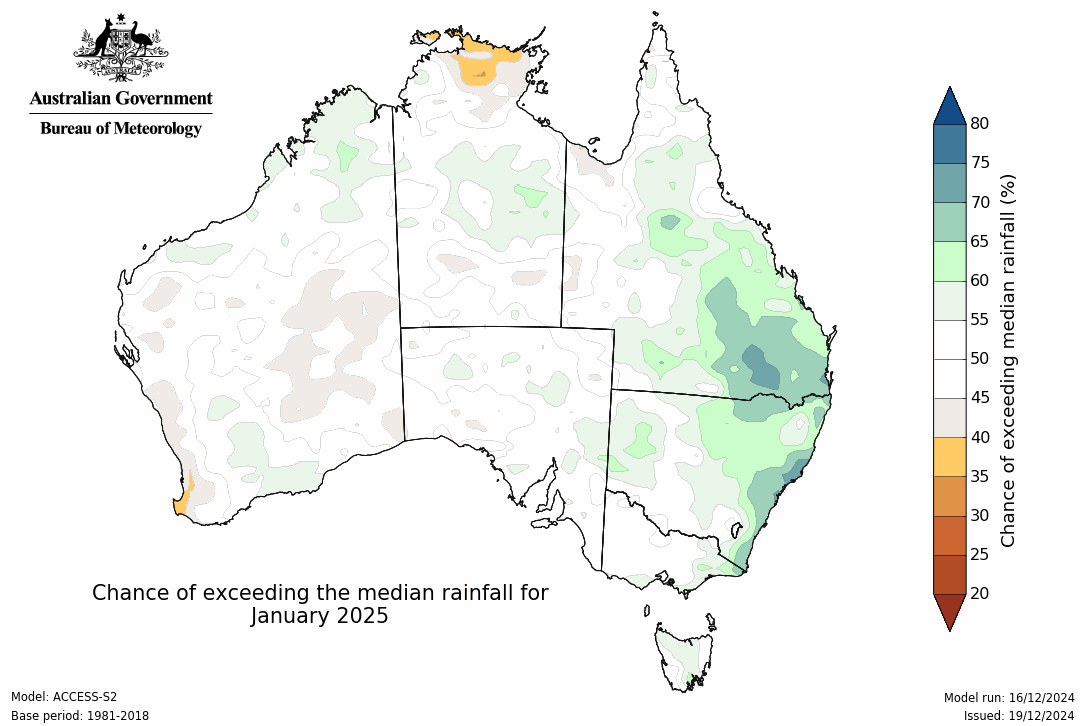 Australian Government
Bureau of Meteorology
80
75
70
65
60
55
50
45
40
35
30
25
20
Chance of exceeding median rainfall (%)
Chance of exceeding the median rainfall for
January 2025
Model: ACCESS-S2
Base period: 1981-2018
Model run: 16/12/2024
Issued: 19/12/2024